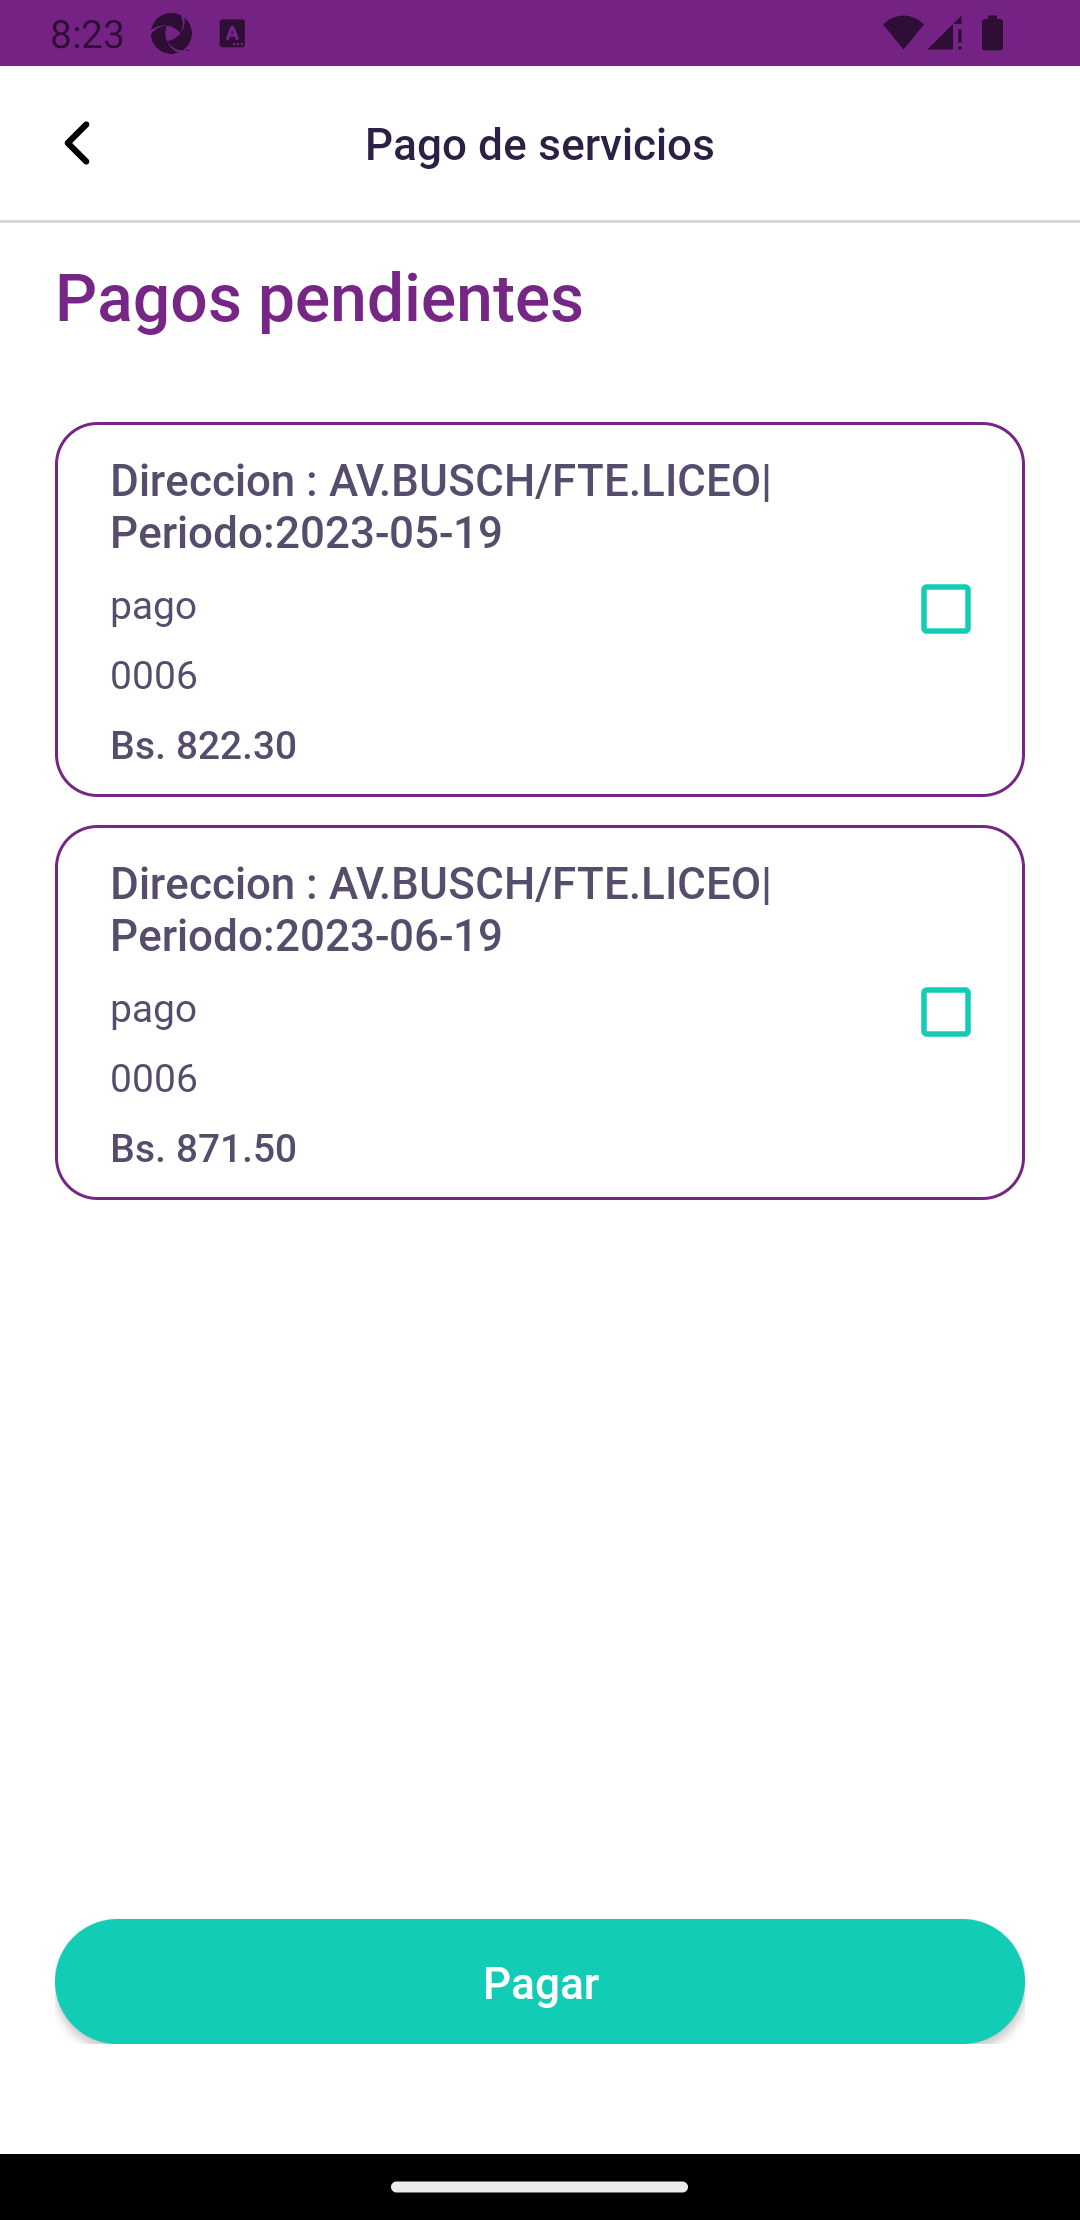 8:23
Pago de servicios
Pagos pendientes
Direccion : AV.BUSCH/FTE.LICEO|
Periodo:2023-05-19
pago
0006
Bs. 822.30
Direccion : AV.BUSCH/FTE.LICEO|
Periodo:2023-06-19
pago
0006
Bs. 871.50
Pagar